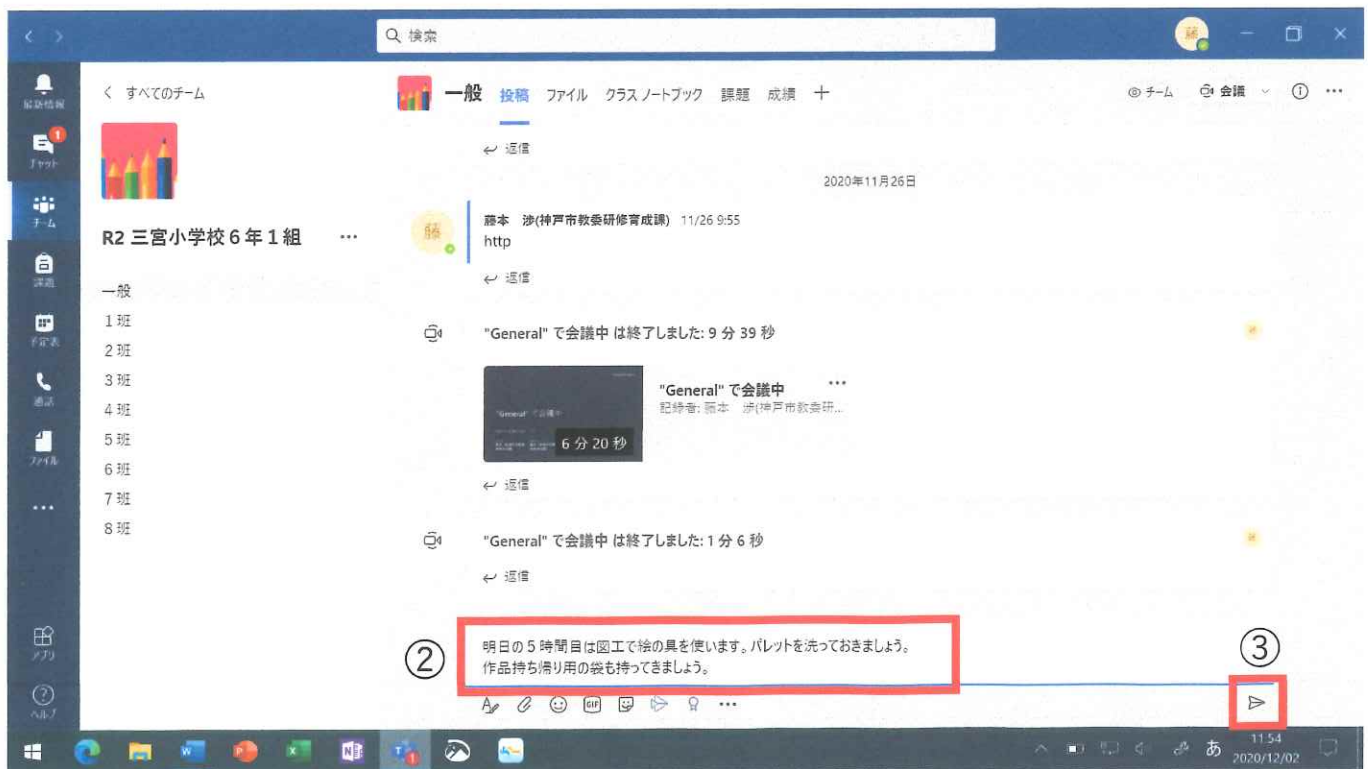 検索
藤
最新情報
チャット
1
チーム
課題
予定表
通話
ファイル
アプリ
ヘルプ
すべてのチーム
R2 三宮小学校6年1組
一般
1班
2班
3班
4班
5班
6班
7班
8班
一般 投稿 ファイル クラス ノートブック 課題 成績
チーム 会議
返信
2020年11月26日
藤
藤本 渉(神戸市教委研修育成課) 11/26 9:55
http
返信
"General" で会議中 は終了しました: 9 分 39 秒
"General" で会議中
記録者: 藤本 渉(神戸市教委研...
6 分 20 秒
返信
"General" で会議中 は終了しました: 1 分 6 秒
返信
②
明日の5時間目は図工で絵の具を使います。パレットを洗っておきましょう。
作品持ち帰り用の袋も持ってきましょう。
③
GIF
あ
11:54
2020/12/02